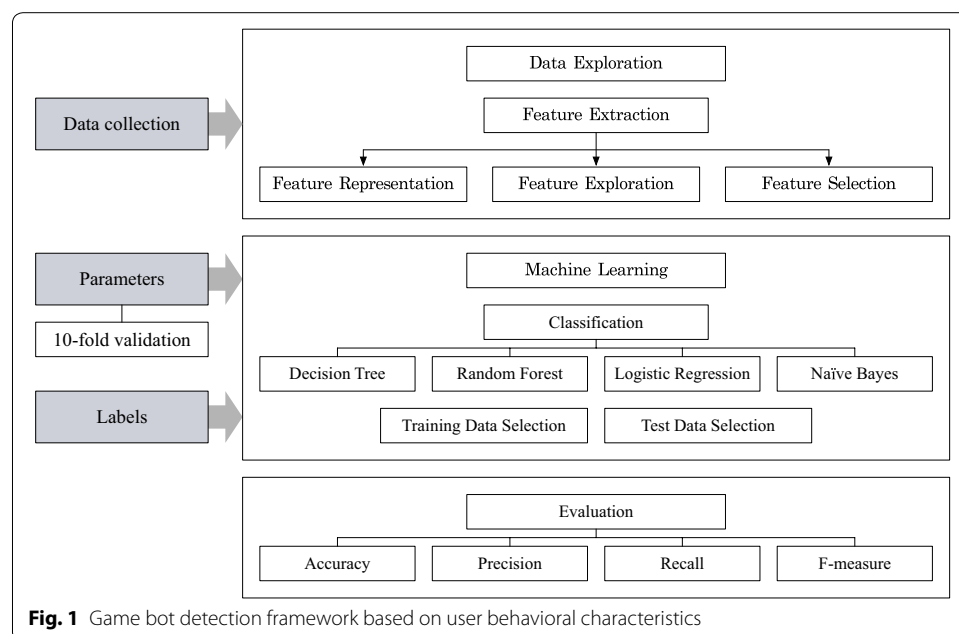 Data Exploration
Data collection
Feature Extraction
Feature Representation
Feature Exploration
Feature Selection
Parameters
10-fold validation
Machine Learning
Classification
Decision Tree
Random Forest
Logistic Regression
Naïve Bayes
Labels
Training Data Selection
Test Data Selection
Evaluation
Accuracy
Precision
Recall
F-measure
Fig. 1 Game bot detection framework based on user behavioral characteristics